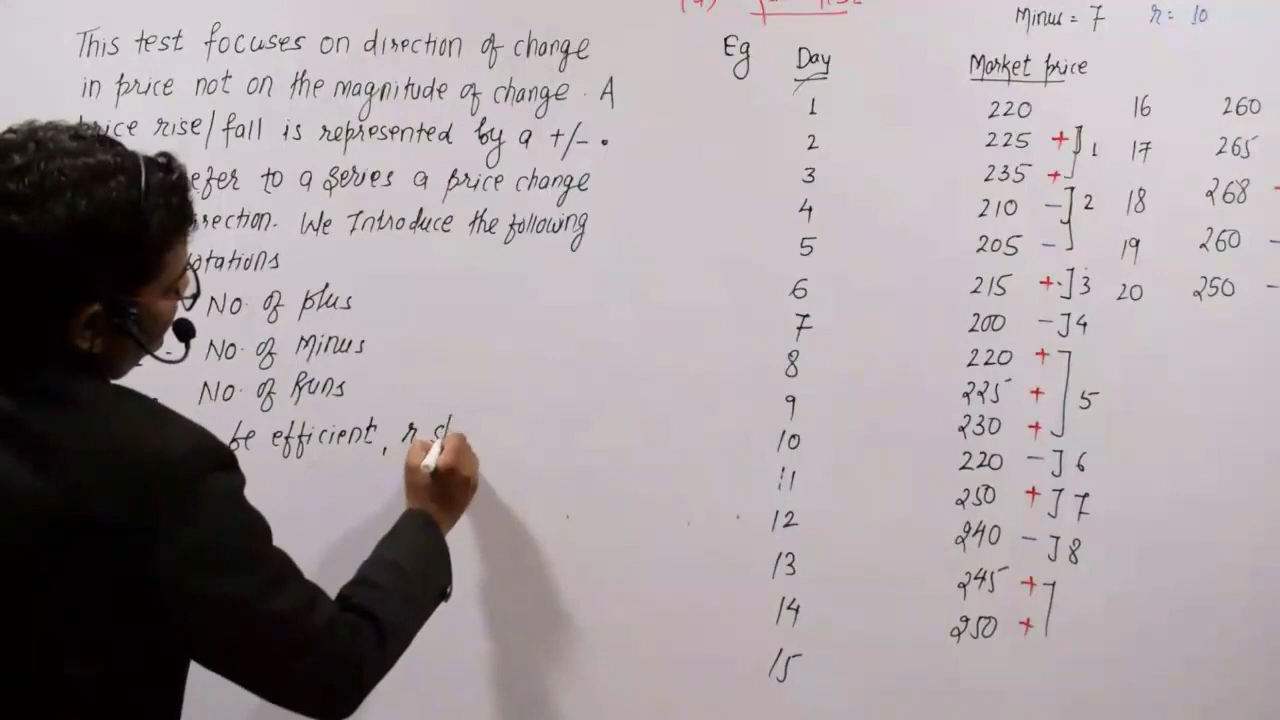 Minus = 7 r = 10
This test focuses on direction of change
in price not on the magnitude of change. A
price rise/fall is represented by a +/-.
efer to a series a price change
irection. We Introduce the following
otations
No. of plus
No. of Minus
No. of Runs
be efficient, r
Eg Day Market price
1 220 16 260
2 225 + ] 1 17 265
3 235 +
4 210 - ] 2 18 268
5 205 - ] 19 260 -
6 215 + ] 3 20 250 -
7 200 - ] 4
8 220 +
9 225 + ] 5
10 230 +
11 220 - ] 6
12 250 + ] 7
13 240 - ] 8
14 245 + ]
15 250 +